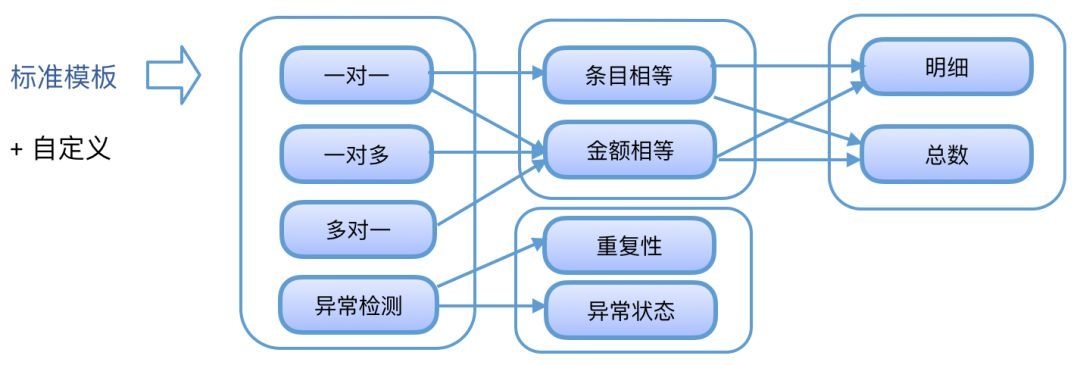 标准模板
+ 自定义
一对一
一对多
多对一
异常检测
条目相等
金额相等
重复性
异常状态
明细
总数